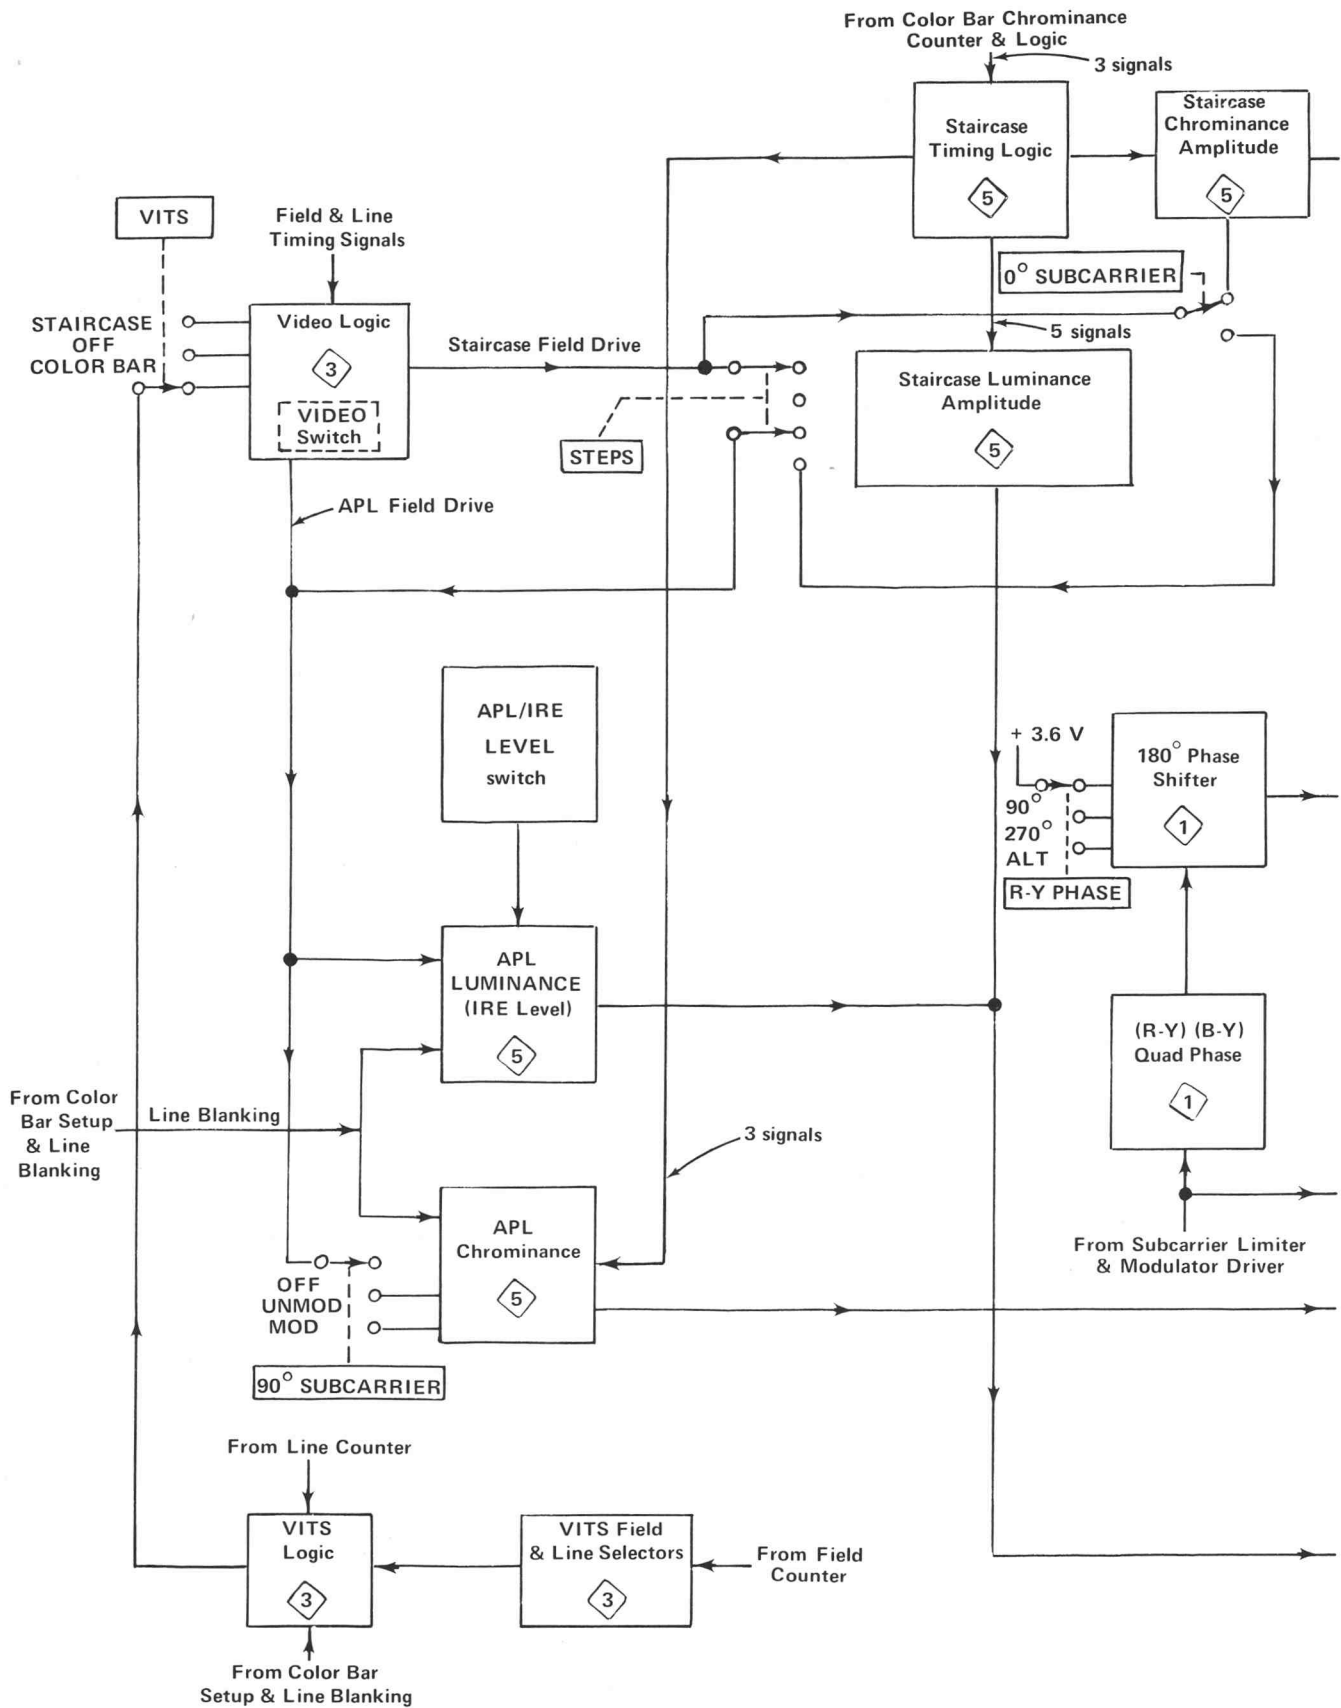 From Color Bar Chrominance
Counter & Logic
3 signals
Staircase
Timing Logic
5
Staircase
Chrominance
Amplitude
5
VITS
Field & Line
Timing Signals
0° SUBCARRIER
STAIRCASE
OFF
COLOR BAR
Video Logic
3
VIDEO
Switch
Staircase Field Drive
5 signals
Staircase Luminance
Amplitude
5
STEPS
APL Field Drive
APL/IRE
LEVEL
switch
+ 3.6 V
180° Phase
Shifter
1
90°
270°
ALT
R-Y PHASE
APL
LUMINANCE
(IRE Level)
5
(R-Y) (B-Y)
Quad Phase
1
From Color
Bar Setup
& Line
Blanking
Line Blanking
3 signals
APL
Chrominance
5
From Subcarrier Limiter
& Modulator Driver
OFF
UNMOD
MOD
90° SUBCARRIER
From Line Counter
VITS
Logic
3
VITS Field
& Line Selectors
3
From Field
Counter
From Color Bar
Setup & Line Blanking